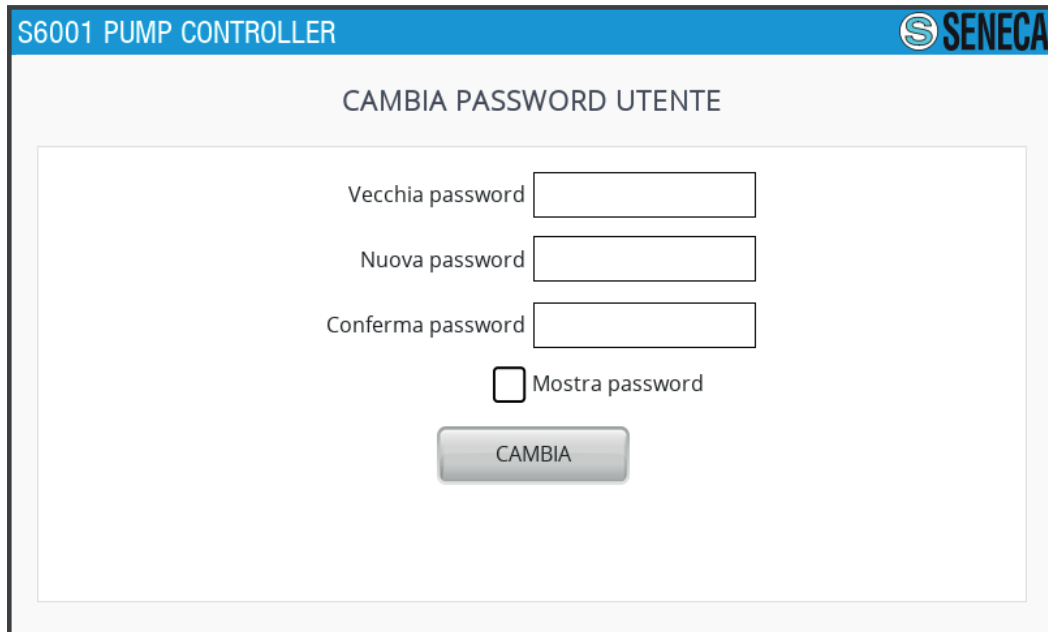 S6001 PUMP CONTROLLER
S SENECA
CAMBIA PASSWORD UTENTE
Vecchia password
Nuova password
Conferma password
Mostra password
CAMBIA